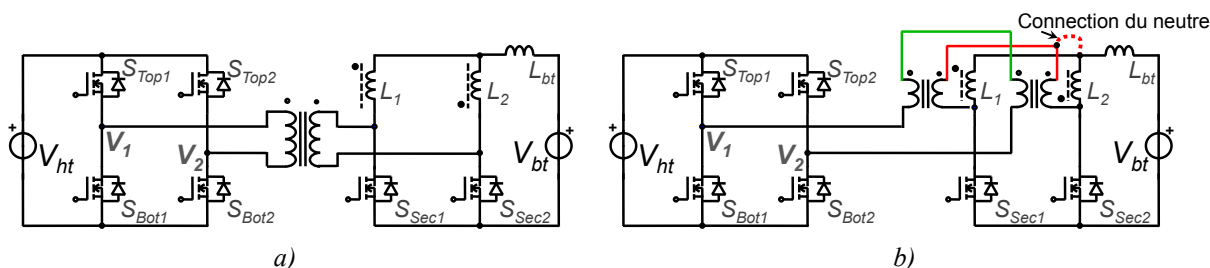 Connection du neutre
S_Top1 S_Top2 L_bt
L_1 L_2
V_ht V_1 V_2 V_bt
S_Bot1 S_Bot2 S_Sec1 S_Sec2
a)
S_Top1 S_Top2 L_bt
L_1 L_2
V_ht V_1 V_2 V_bt
S_Bot1 S_Bot2 S_Sec1 S_Sec2
b)